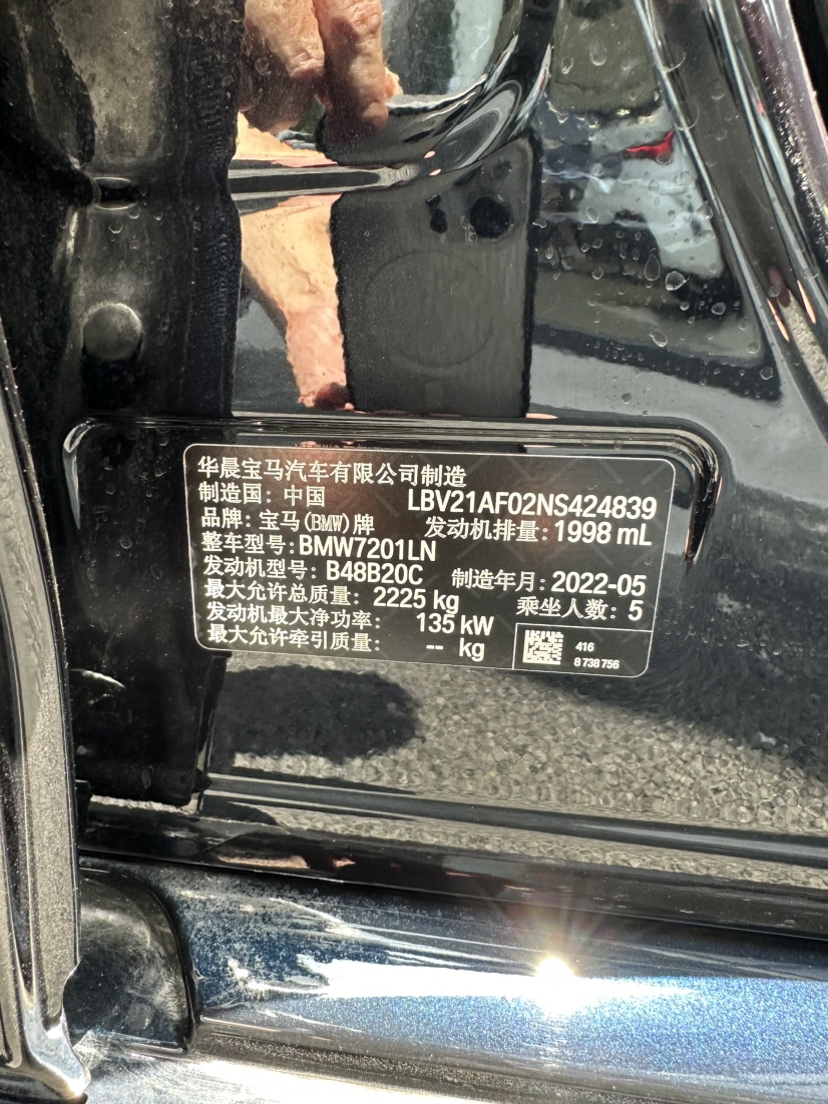 华晨宝马汽车有限公司制造
制造国：中国 LBV21AF02NS424839
品牌：宝马(BMW)牌 发动机排量：1998 mL
整车型号：BMW7201LN
发动机型号：B48B20C 制造年月：2022-05
最大允许总质量：2225 kg 乘坐人数：5
发动机最大净功率：135 kW
最大允许牵引质量：-- kg
416
8 738 756